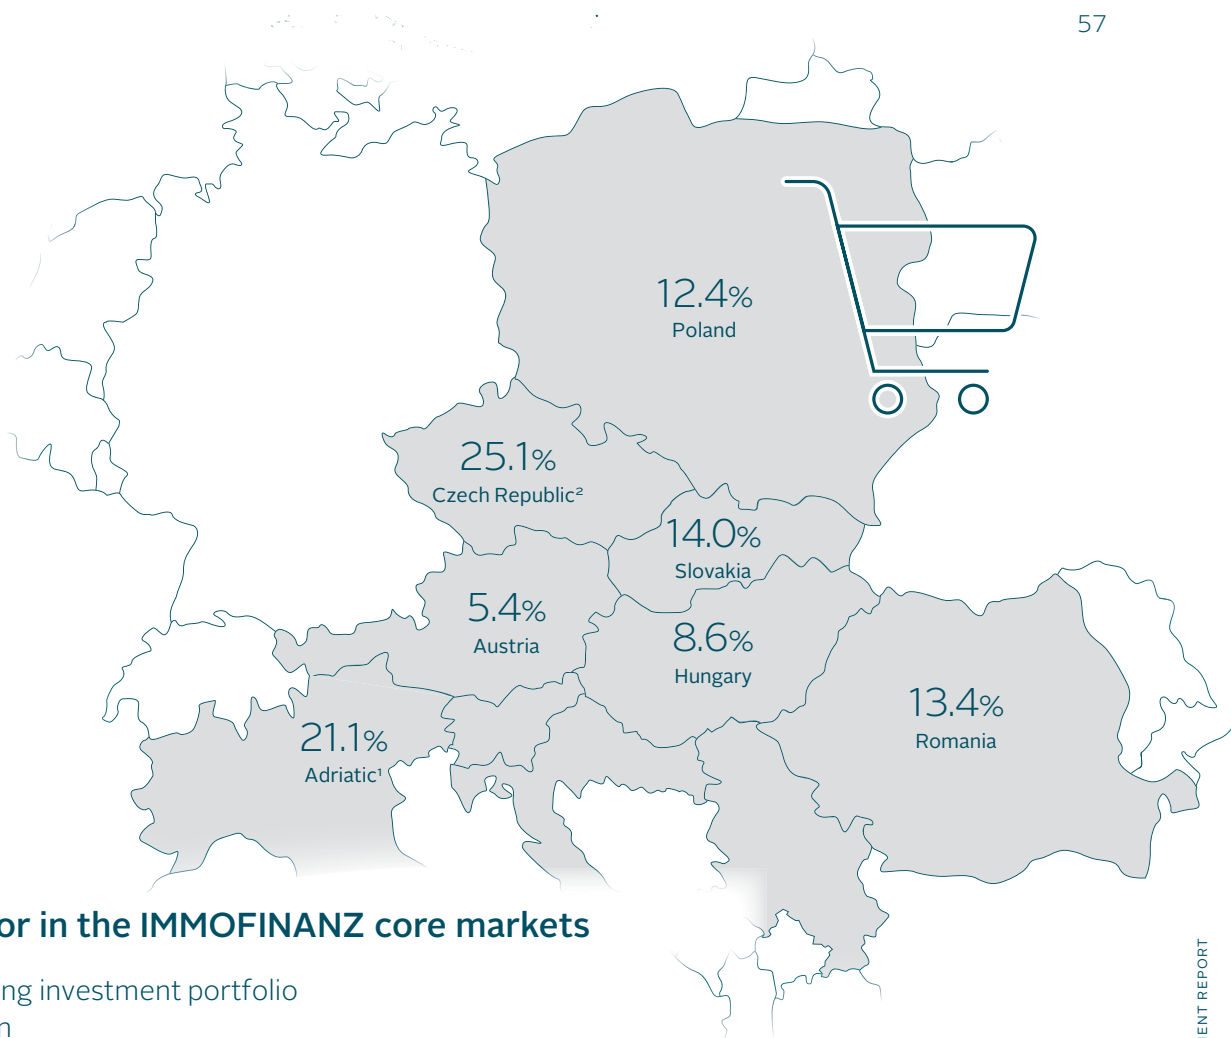 57
12.4%
Poland
25.1%
Czech Republic²
14.0%
Slovakia
5.4%
Austria
8.6%
Hungary
13.4%
Romania
21.1%
Adriatic¹
or in the IMMOFINANZ core markets
ng investment portfolio
ENT REPORT